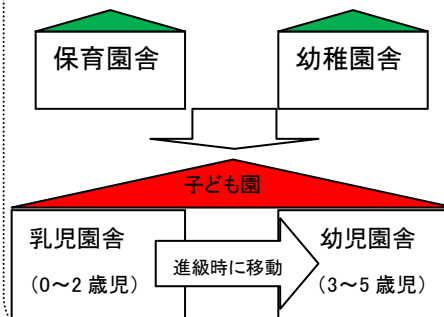 保育園舎
幼稚園舎
子ども園
乳児園舎
(0～2 歳児)
進級時に移動
幼児園舎
(3～5 歳児)